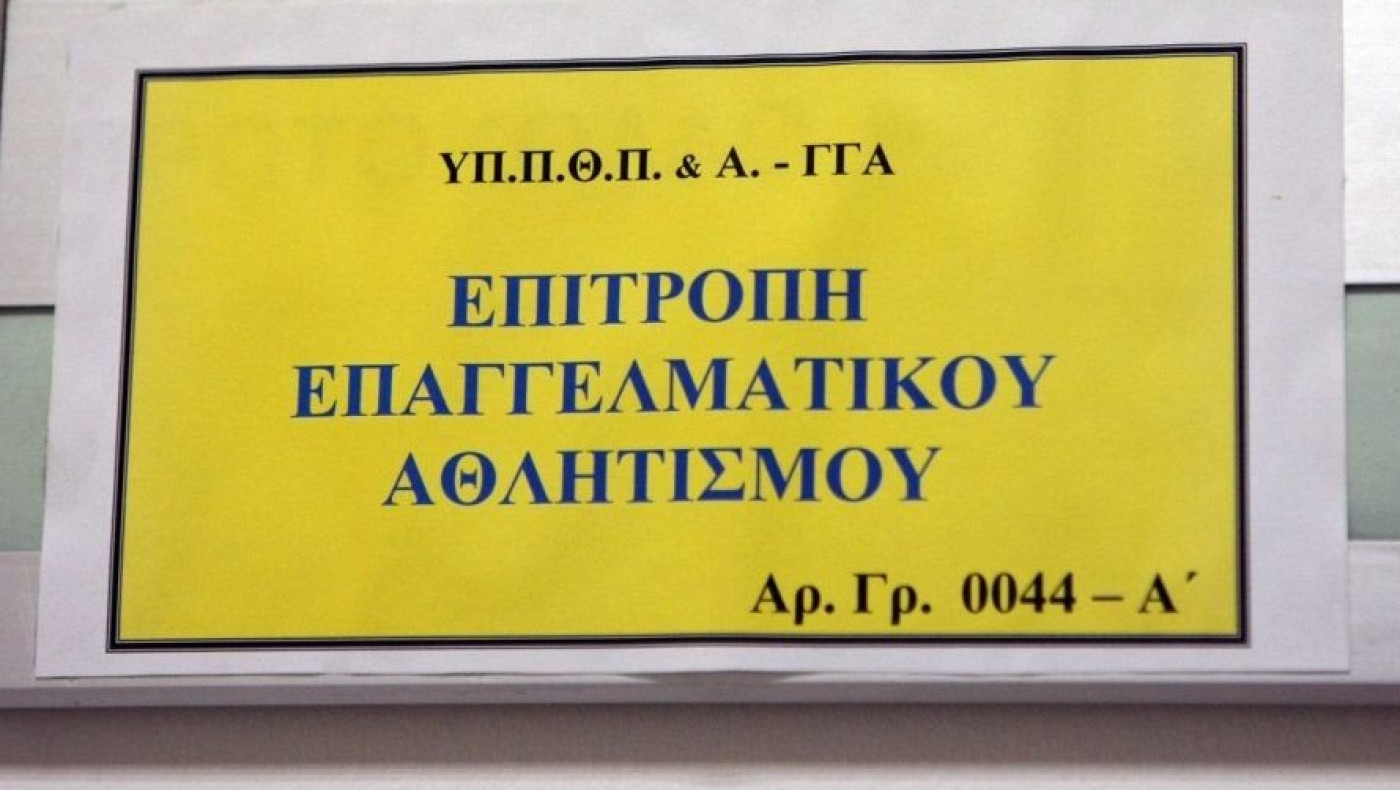 ΥΠ.Π.Θ.Π. & Α. - ΓΓΑ
ΕΠΙΤΡΟΠΗ
ΕΠΑΓΓΕΛΜΑΤΙΚΟΥ
ΑΘΛΗΤΙΣΜΟΥ
Αρ. Γρ. 0044 – Α΄